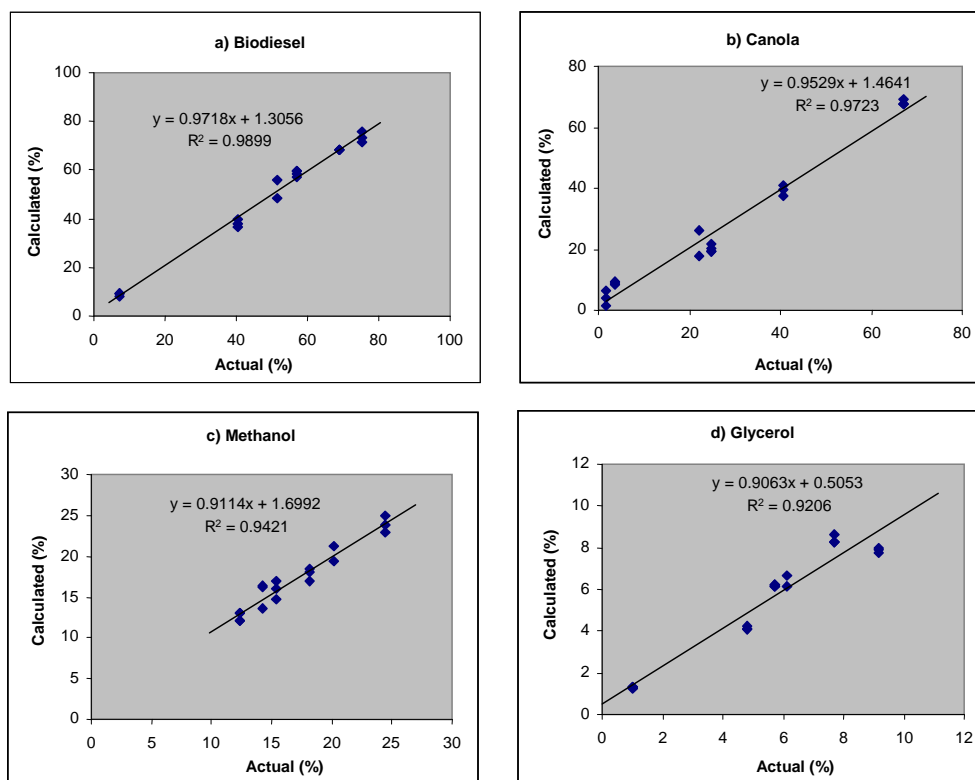 a) Biodiesel
100
80
60
40
20
0
y = 0.9718x + 1.3056
R² = 0.9899
Calculated (%)
0 20 40 60 80 100
Actual (%)
b) Canola
80
60
40
20
0
y = 0.9529x + 1.4641
R² = 0.9723
Calculated (%)
0 20 40 60 80
Actual (%)
c) Methanol
30
25
20
15
10
5
0
y = 0.9114x + 1.6992
R² = 0.9421
Calculated (%)
0 5 10 15 20 25 30
Actual (%)
d) Glycerol
12
10
8
6
4
2
0
y = 0.9063x + 0.5053
R² = 0.9206
Calculated (%)
0 2 4 6 8 10 12
Actual (%)